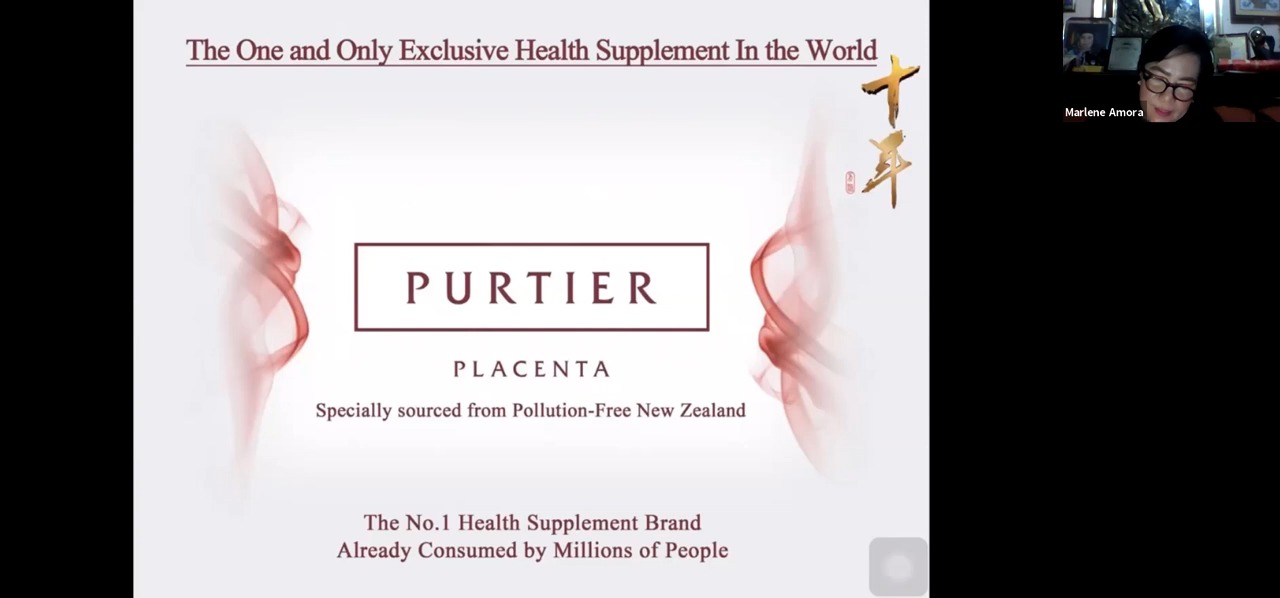 The One and Only Exclusive Health Supplement In the World
十
年
PURTIER
PLACENTA
Specially sourced from Pollution-Free New Zealand
The No.1 Health Supplement Brand
Already Consumed by Millions of People
Marlene Amora